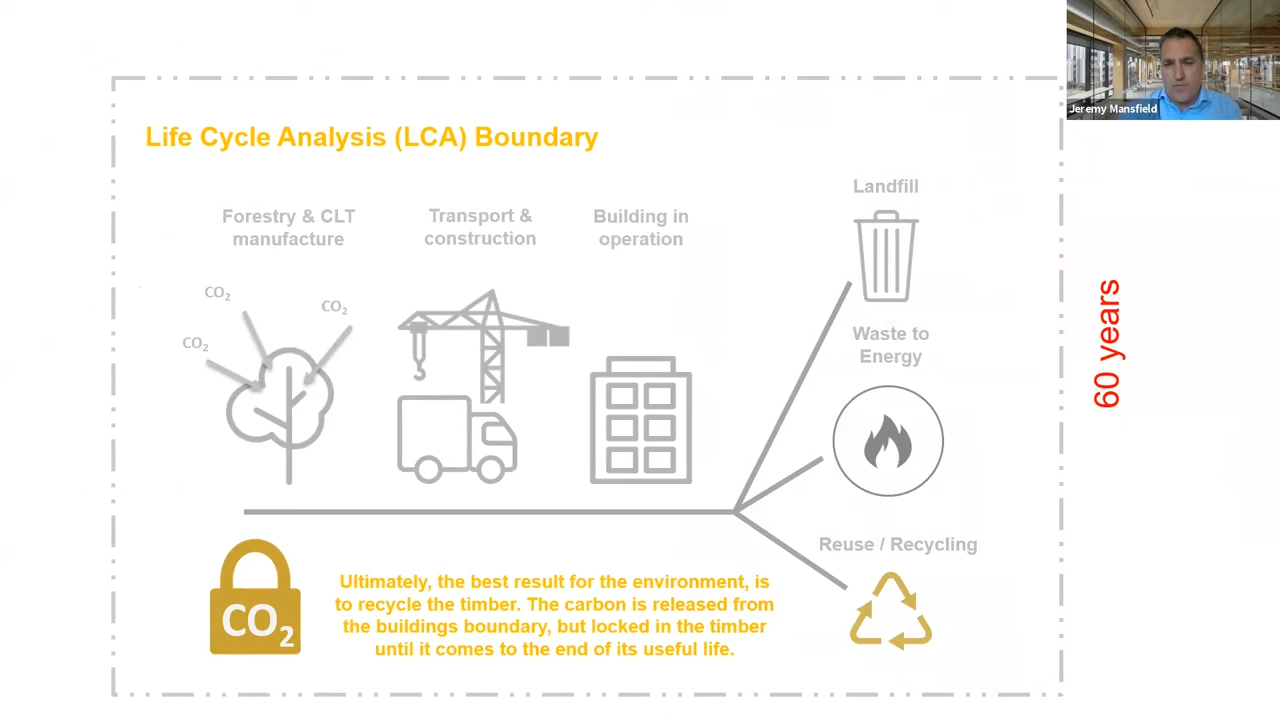 Jeremy Mansfield
Life Cycle Analysis (LCA) Boundary
Forestry & CLT
manufacture
Transport &
construction
Building in
operation
Landfill
CO₂
CO₂
CO₂
Waste to
Energy
60 years
Reuse / Recycling
CO₂
Ultimately, the best result for the environment, is
to recycle the timber. The carbon is released from
the buildings boundary, but locked in the timber
until it comes to the end of its useful life.